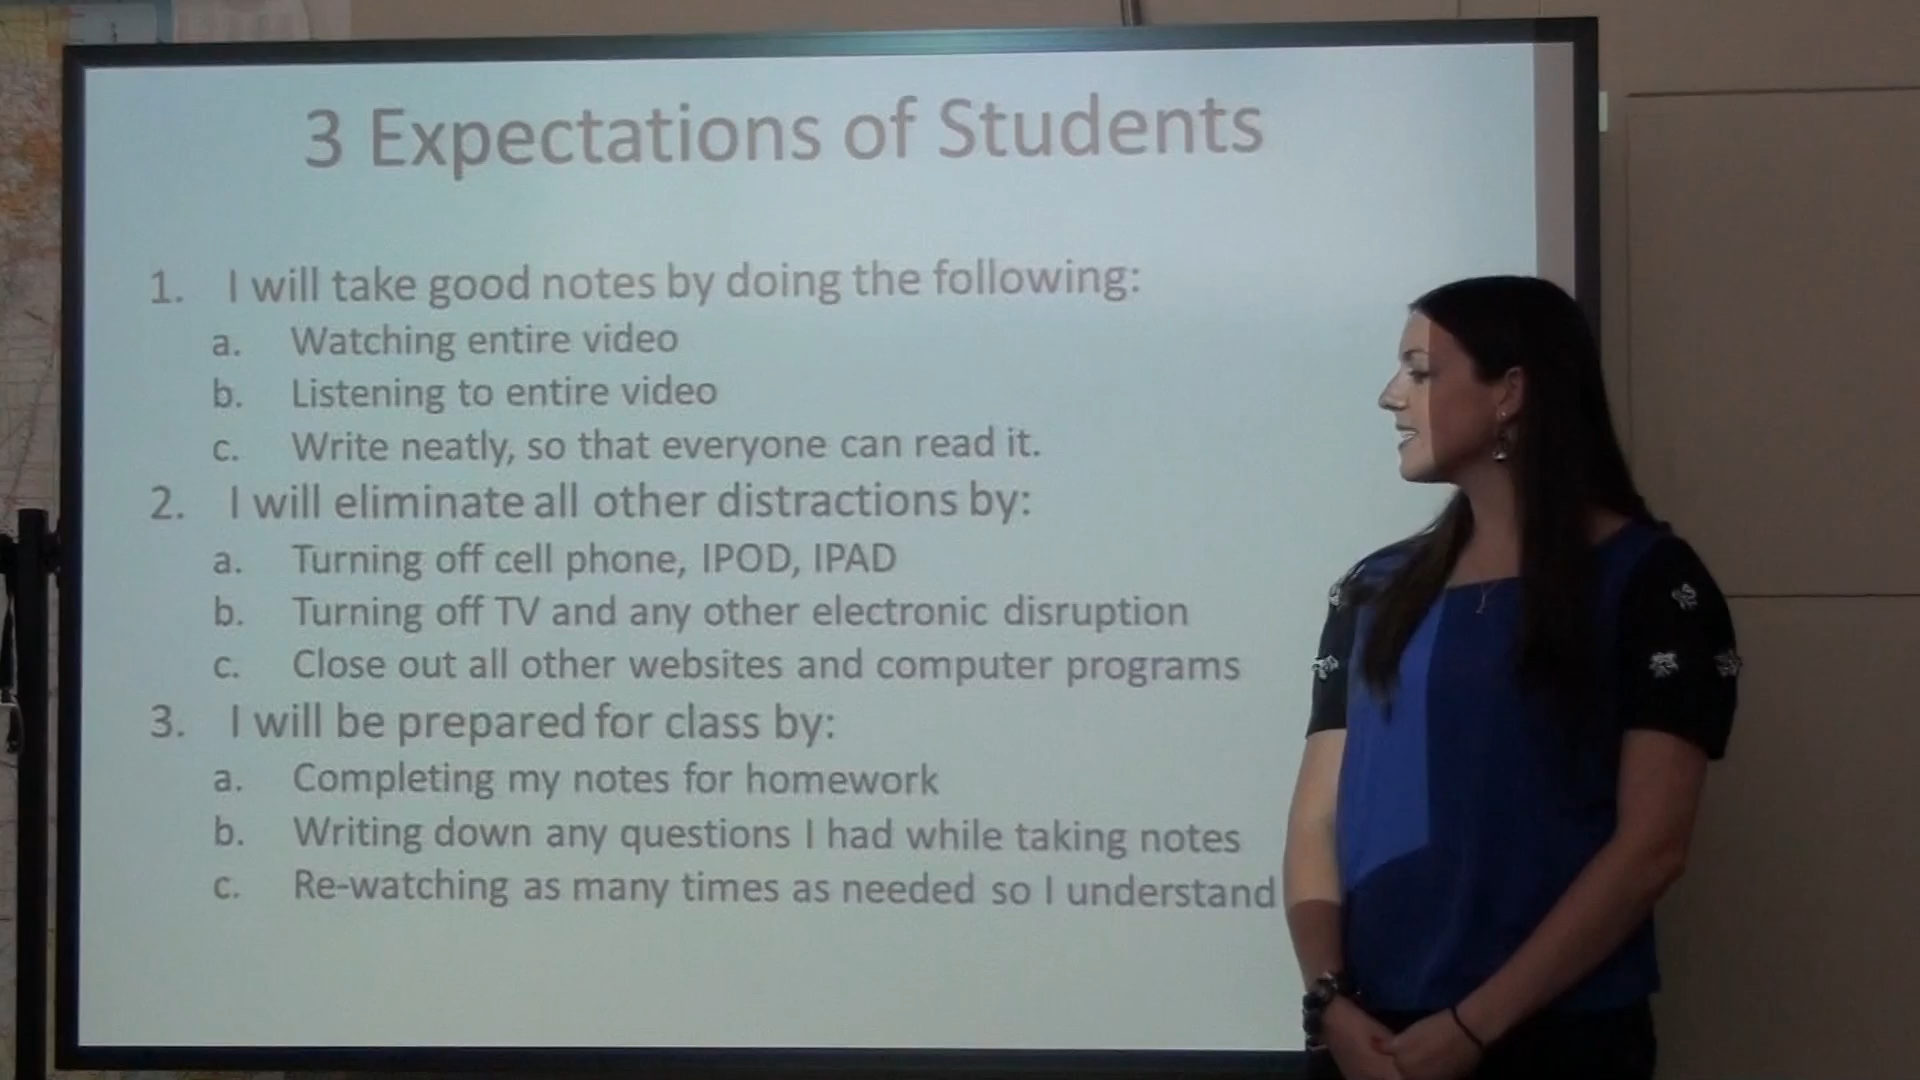 3 Expectations of Students
1. I will take good notes by doing the following:
a. Watching entire video
b. Listening to entire video
c. Write neatly, so that everyone can read it.
2. I will eliminate all other distractions by:
a. Turning off cell phone, IPOD, IPAD
b. Turning off TV and any other electronic disruption
c. Close out all other websites and computer programs
3. I will be prepared for class by:
a. Completing my notes for homework
b. Writing down any questions I had while taking notes
c. Re-watching as many times as needed so I understand